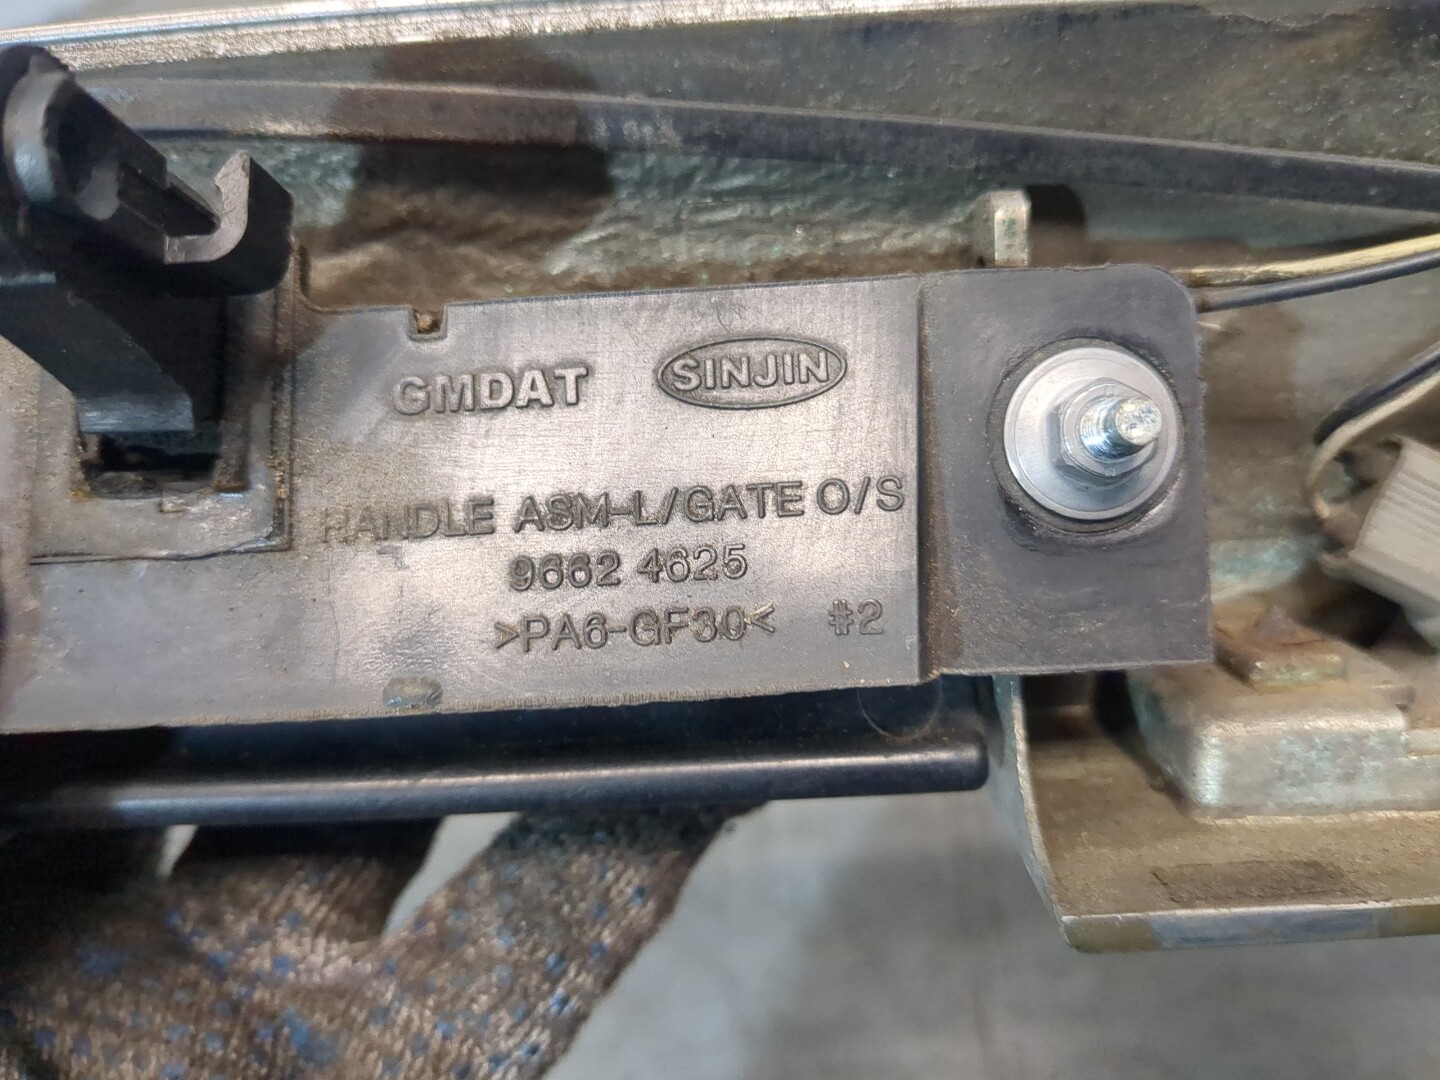 GMDAT SINJIN
HANDLE ASM-L/GATE O/S
9662 4625
>PA6-GF30< #2